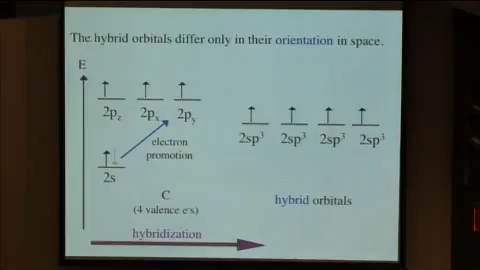 The hybrid orbitals differ only in their orientation in space.
E
2pz 2px 2py
2sp³ 2sp³ 2sp³ 2sp³
electron
promotion
2s
C
(4 valence e⁻s)
hybrid orbitals
hybridization